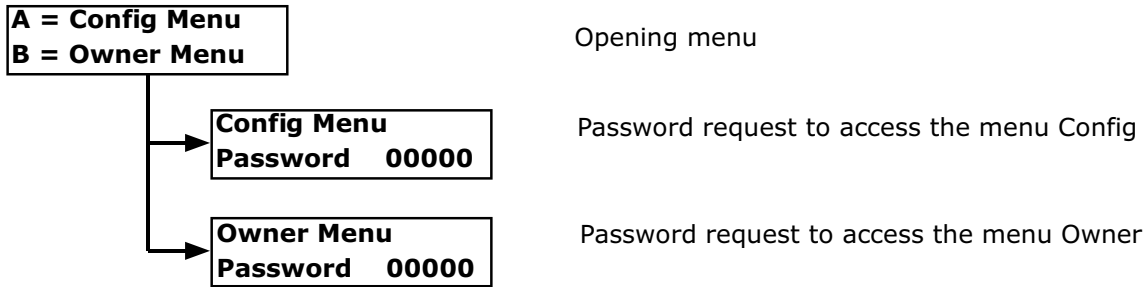 A = Config Menu
B = Owner Menu
Opening menu
Config Menu
Password 00000
Password request to access the menu Config
Owner Menu
Password 00000
Password request to access the menu Owner